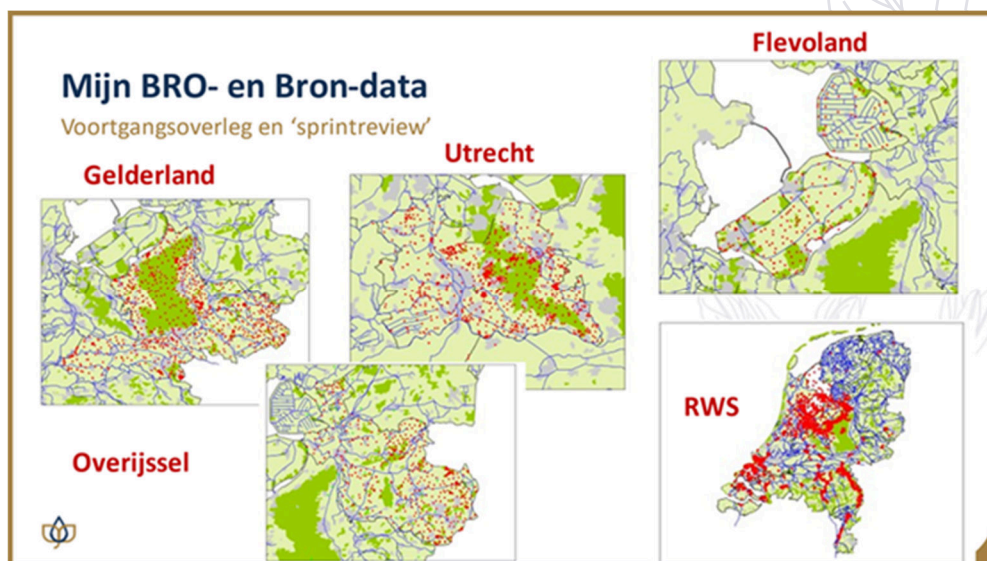 Mijn BRO- en Bron-data
Voortgangsoverleg en ‘sprintreview’
Flevoland
Utrecht
Gelderland
RWS
Overijssel